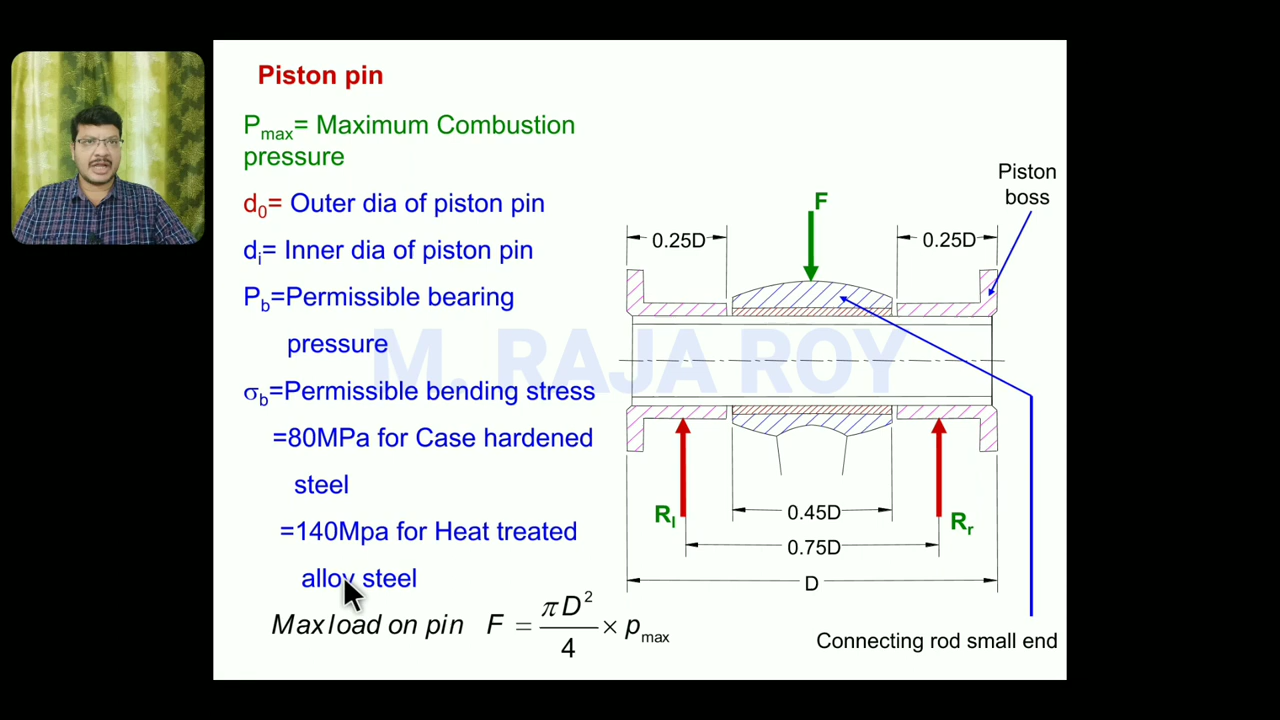 Piston pin
Pmax= Maximum Combustion
pressure
d0= Outer dia of piston pin
di= Inner dia of piston pin
Pb=Permissible bearing
pressure
σb=Permissible bending stress
=80MPa for Case hardened
steel
=140Mpa for Heat treated
alloy steel
Max load on pin F = πD²/4 × pmax
Piston
boss
F
0.25D
0.25D
M. RAJA ROY
Rl
0.45D
Rr
0.75D
D
Connecting rod small end